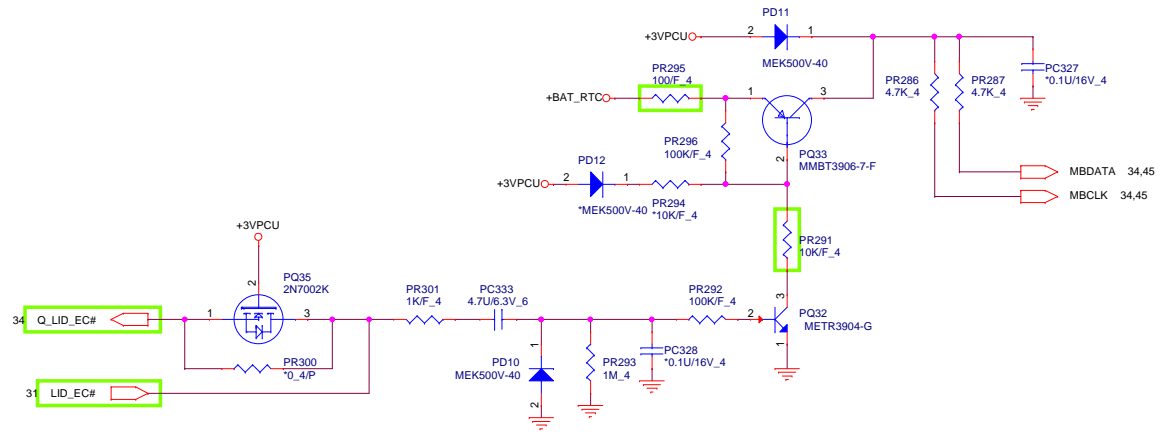 PD11
+3VPCU
2
1
MEK500V-40
PR295
100/F_4
+BAT_RTC
1
3
PR286
4.7K_4
PR287
4.7K_4
PC327
*0.1U/16V_4
PR296
100K/F_4
2
PQ33
MMBT3906-7-F
PD12
+3VPCU
2
1
*MEK500V-40
PR294
*10K/F_4
MBDATA 34,45
MBCLK 34,45
+3VPCU
PR291
10K/F_4
2
PQ35
2N7002K
PR301
1K/F_4
PC333
4.7U/6.3V_6
PR292
100K/F_4
3
34 Q_LID_EC#
1
3
2
PQ32
METR3904-G
1
PR300
*0_4/P
1
PD10
MEK500V-40
2
PR293
1M_4
PC328
*0.1U/16V_4
31 LID_EC#